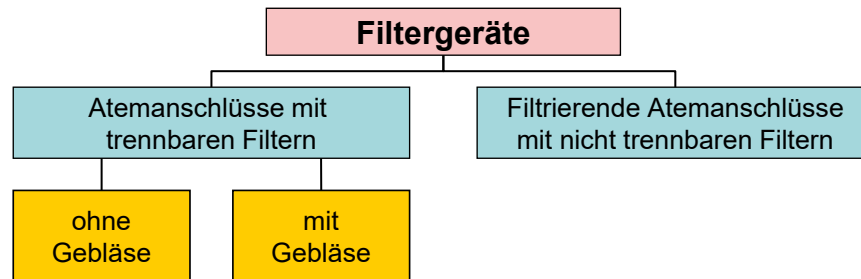 Filtergeräte
Atemanschlüsse mit
trennbaren Filtern
Filtrierende Atemanschlüsse
mit nicht trennbaren Filtern
ohne
Gebläse
mit
Gebläse